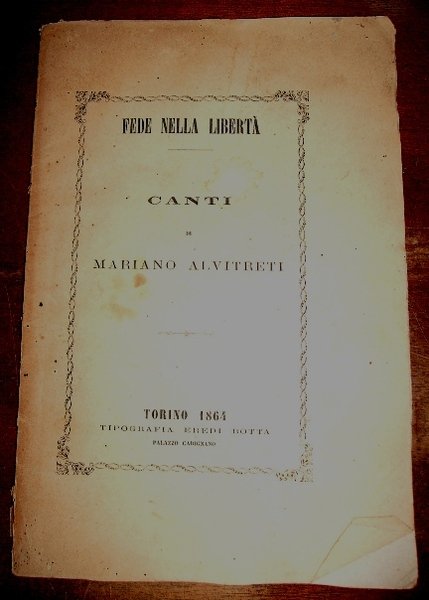 FEDE NELLA LIBERTÀ
CANTI
DI
MARIANO ALVITRETI
TORINO 1864
TIPOGRAFIA EREDI BOTTA
PALAZZO CARIGNANO